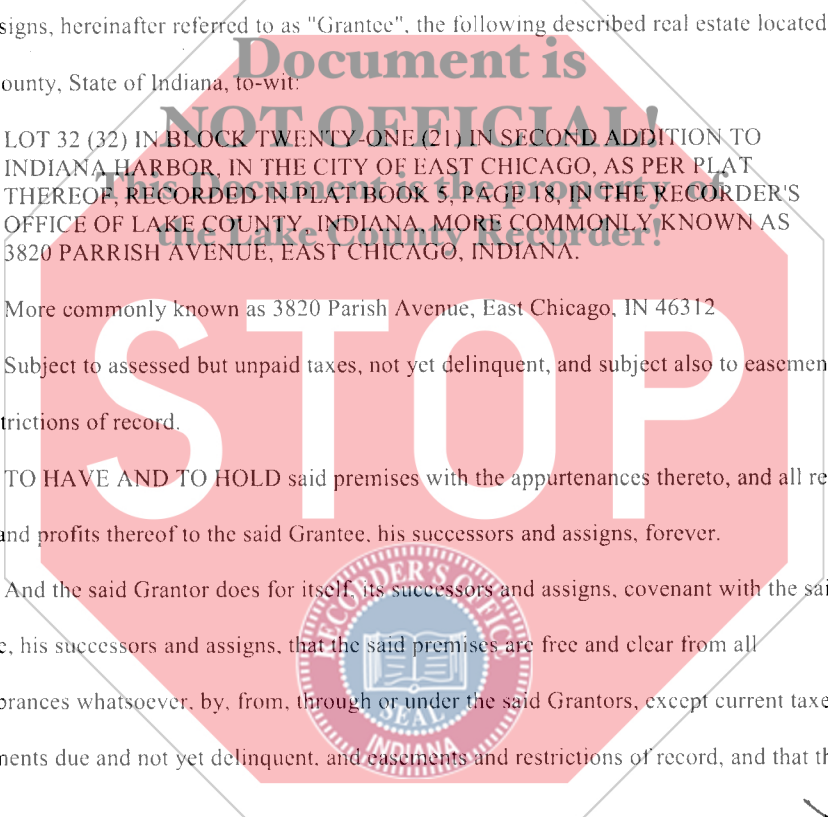 signs, hereinafter referred to as "Grantee", the following described real estate located
ounty, State of Indiana, to-wit:
Document is
NOT OFFICIAL!
This Document is the property of
the Lake County Recorder!
LOT 32 (32) IN BLOCK TWENTY-ONE (21) IN SECOND ADDITION TO
INDIANA HARBOR, IN THE CITY OF EAST CHICAGO, AS PER PLAT
THEREOF, RECORDED IN PLAT BOOK 5, PAGE 18, IN THE RECORDER'S
OFFICE OF LAKE COUNTY, INDIANA, MORE COMMONLY KNOWN AS
3820 PARRISH AVENUE, EAST CHICAGO, INDIANA.
More commonly known as 3820 Parish Avenue, East Chicago, IN 46312
Subject to assessed but unpaid taxes, not yet delinquent, and subject also to easemen
trictions of record.
STOP
TO HAVE AND TO HOLD said premises with the appurtenances thereto, and all re
and profits thereof to the said Grantee, his successors and assigns, forever.
And the said Grantor does for itself, its successors and assigns, covenant with the sai
e, his successors and assigns, that the said premises are free and clear from all
brances whatsoever, by, from, through or under the said Grantors, except current taxe
ments due and not yet delinquent, and easements and restrictions of record, and that th
RECORDER'S OFFICE
SEAL
INDIANA